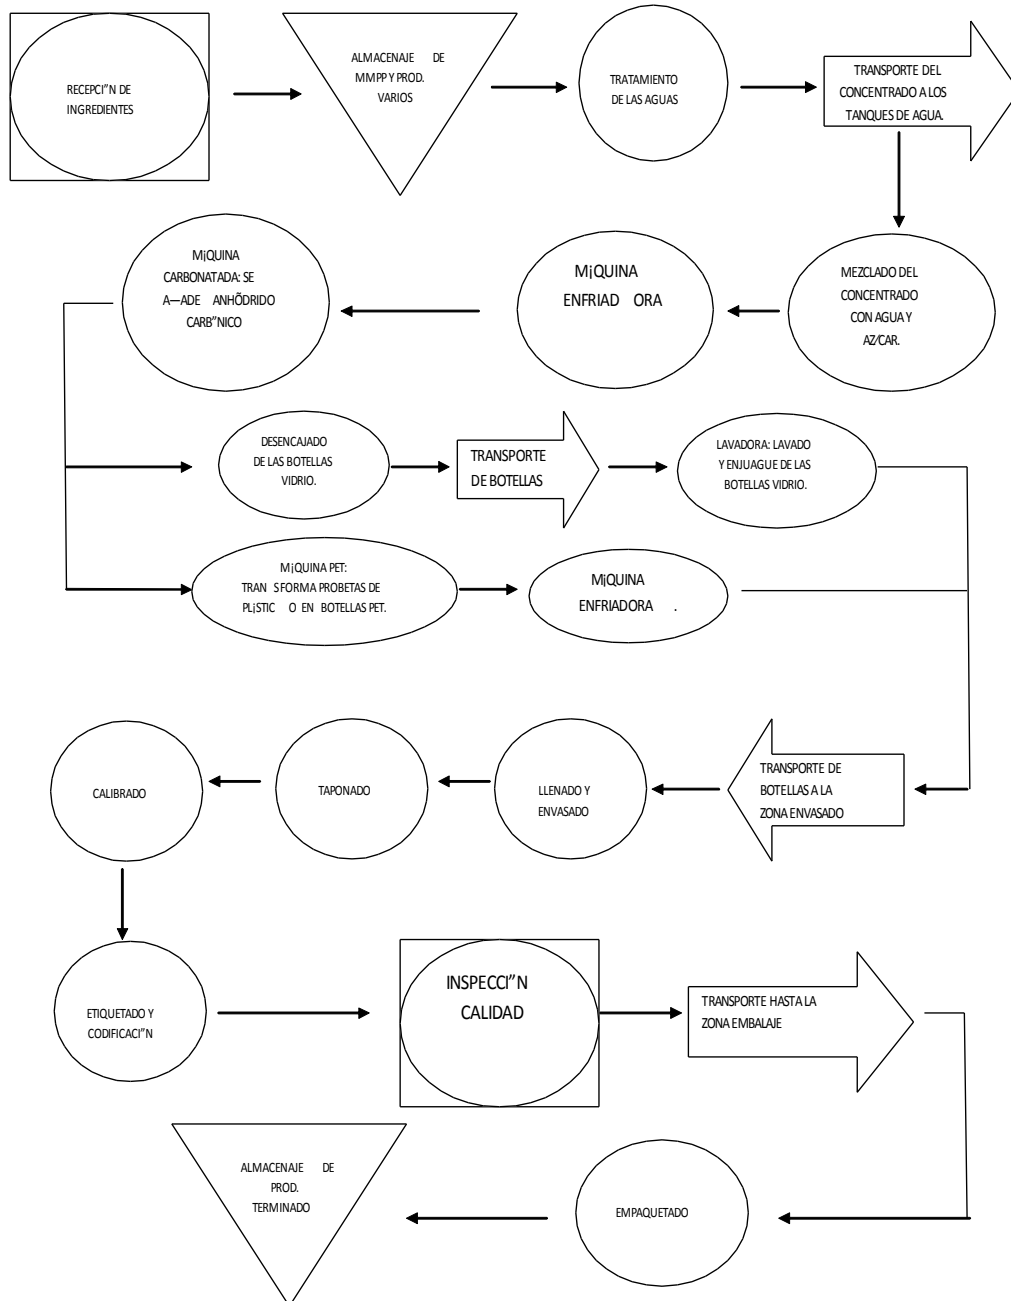 RECEPCI”N DE
INGREDIENTES
ALMACENAJE DE
MMPP Y PROD.
VARIOS
TRATAMIENTO
DE LAS AGUAS
TRANSPORTE DEL
CONCENTRADO A LOS
TANQUES DE AGUA.
M¡QUINA
CARBONATADA: SE
A—ADE ANHÕDRIDO
CARB”NICO
M¡QUINA
ENFRIAD ORA
MEZCLADO DEL
CONCENTRADO
CON AGUA Y
AZ/CAR.
DESENCAJADO
DE LAS BOTELLAS
VIDRIO.
TRANSPORTE
DE BOTELLAS
LAVADORA: LAVADO
Y ENJUAGUE DE LAS
BOTELLAS VIDRIO.
M¡QUINA PET:
TRAN SFORMA PROBETAS DE
PL¡STIC O EN BOTELLAS PET.
M¡QUINA
ENFRIADORA .
CALIBRADO
TAPONADO
LLENADO Y
ENVASADO
TRANSPORTE DE
BOTELLAS A LA
ZONA ENVASADO
ETIQUETADO Y
CODIFICACI”N
INSPECCI”N
CALIDAD
TRANSPORTE HASTA LA
ZONA EMBALAJE
ALMACENAJE DE
PROD.
TERMINADO
EMPAQUETADO